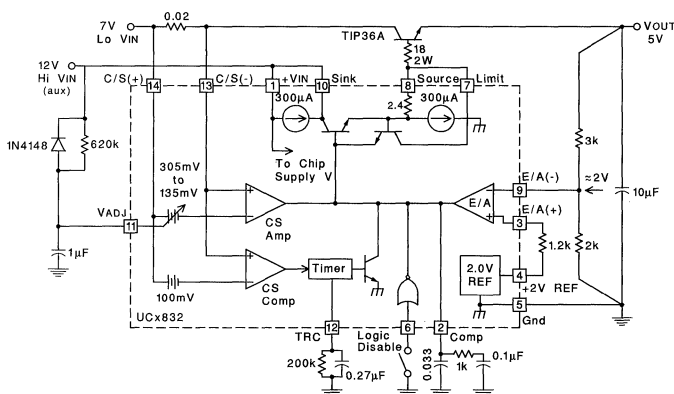 7V
Lo VIN
0.02
TIP36A
VOUT
5V
12V
Hi VIN
(aux)
C/S(+)
C/S(-)
+VIN
Sink
18
2W
Source
Limit
14
13
1
10
8
7
300µA
2.4
300µA
1N4148
620k
To Chip
Supply V
3k
305mV
to
135mV
E/A(-)
9
≈2V
10µF
VADJ
11
CS
Amp
E/A
E/A(+)
3
1.2k
2k
1µF
CS
Comp
Timer
2.0V
REF
4
+2V REF
100mV
5
Gnd
UCx832
TRC
12
Logic
Disable
6
2
Comp
200k
0.27µF
0.033
1k
0.1µF